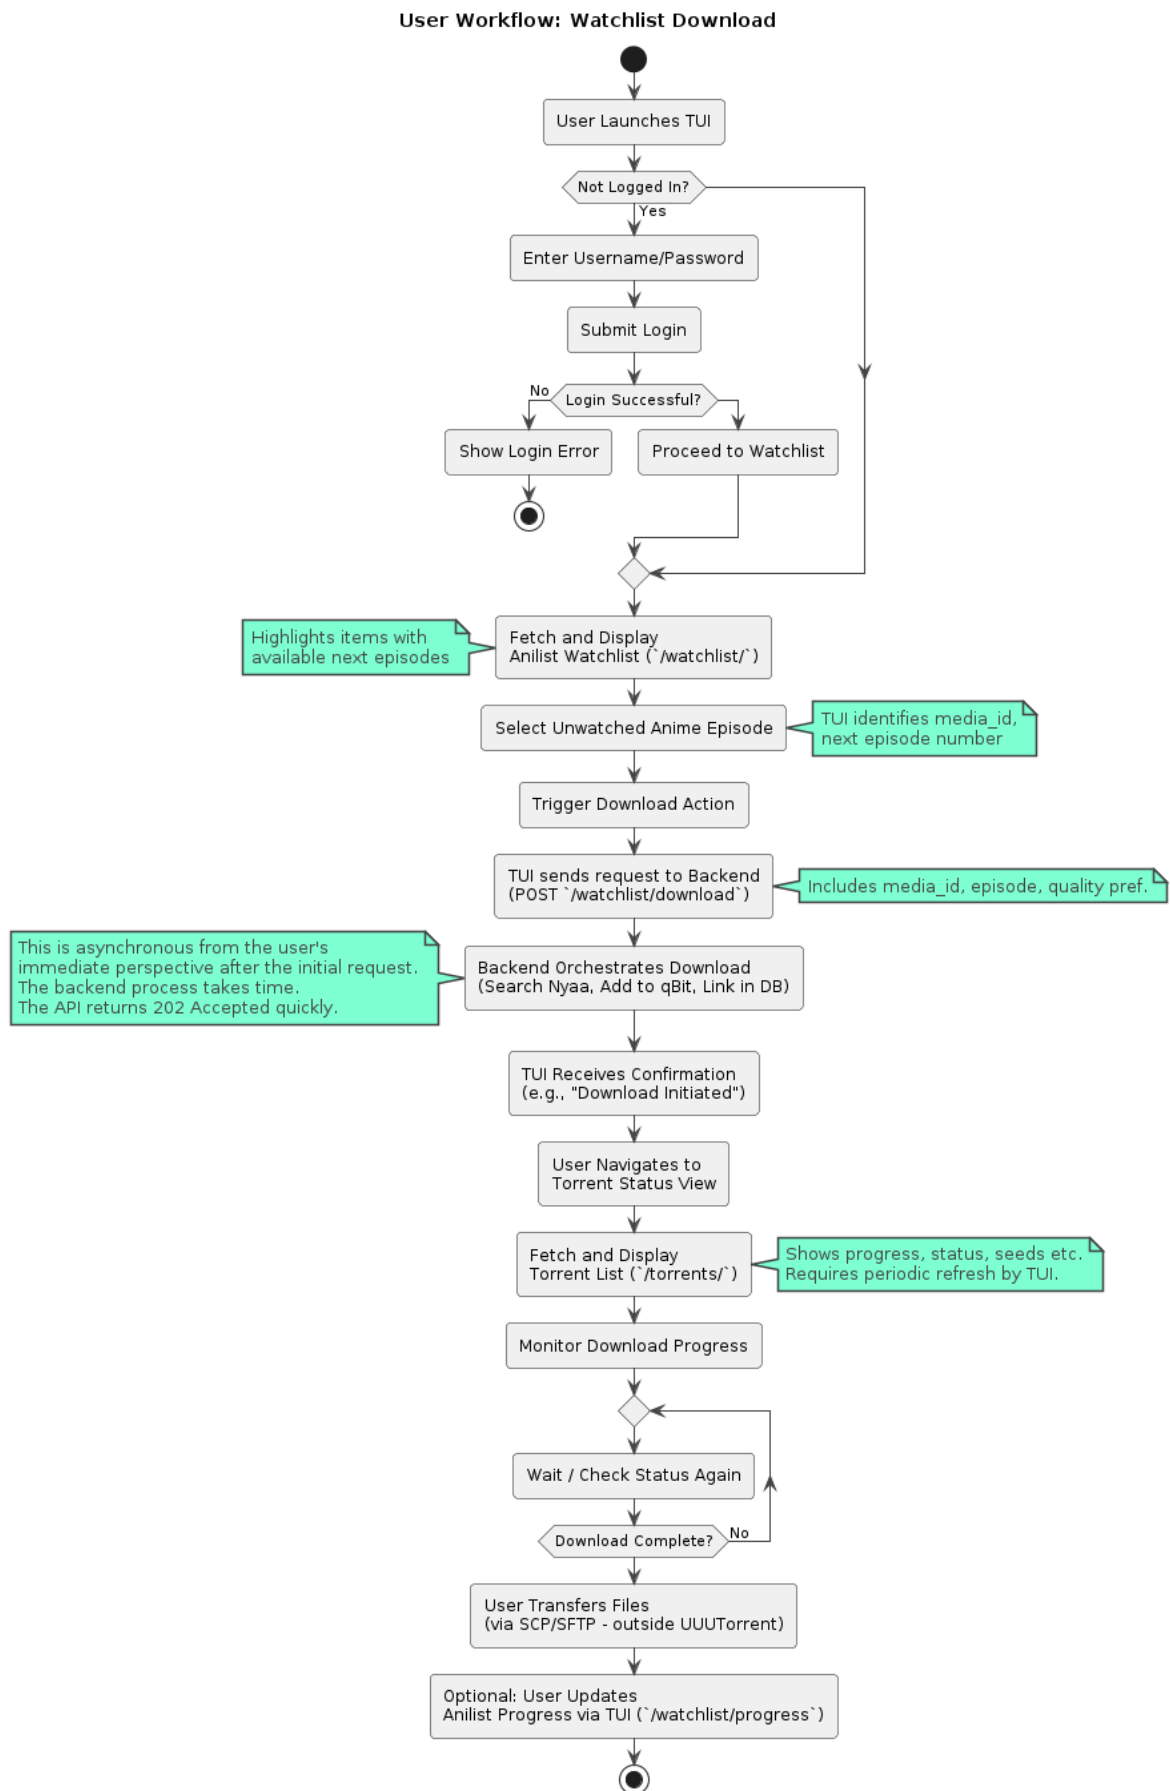 User Workflow: Watchlist Download
User Launches TUI
Not Logged In?
Yes
Enter Username/Password
Submit Login
No
Login Successful?
Show Login Error
Proceed to Watchlist
Highlights items with
available next episodes
Fetch and Display
Anilist Watchlist (`/watchlist/`)
Select Unwatched Anime Episode
TUI identifies media_id,
next episode number
Trigger Download Action
TUI sends request to Backend
(POST `/watchlist/download`)
Includes media_id, episode, quality pref.
This is asynchronous from the user's
immediate perspective after the initial request.
The backend process takes time.
The API returns 202 Accepted quickly.
Backend Orchestrates Download
(Search Nyaa, Add to qBit, Link in DB)
TUI Receives Confirmation
(e.g., "Download Initiated")
User Navigates to
Torrent Status View
Fetch and Display
Torrent List (`/torrents/`)
Shows progress, status, seeds etc.
Requires periodic refresh by TUI.
Monitor Download Progress
Wait / Check Status Again
Download Complete?
No
User Transfers Files
(via SCP/SFTP - outside UUUTorrent)
Optional: User Updates
Anilist Progress via TUI (`/watchlist/progress`)